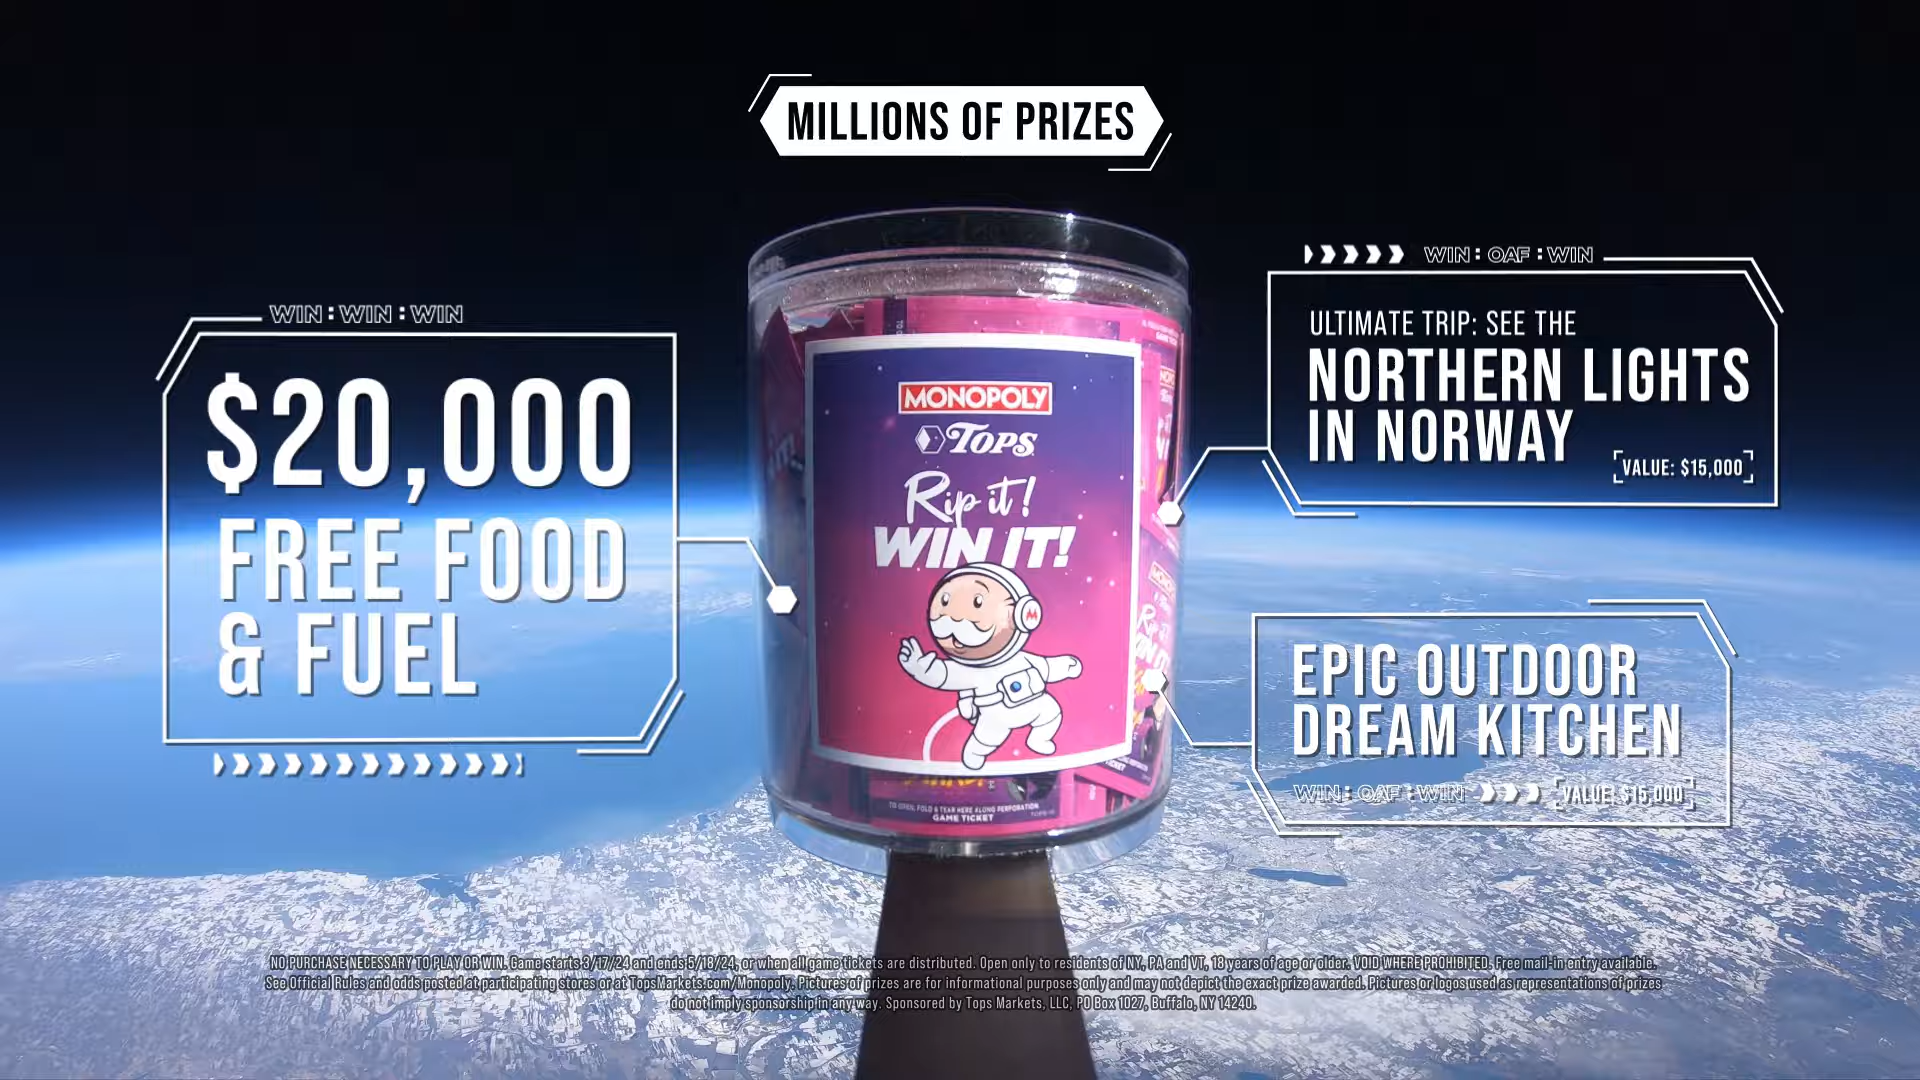 MILLIONS OF PRIZES
WIN : WIN : WIN
$20,000
FREE FOOD
& FUEL
MONOPOLY
TOPS
Rip it!
WIN IT!
TO OPEN, FOLD & TEAR HERE ALONG PERFORATION
GAME TICKET
WIN : OAF : WIN
ULTIMATE TRIP: SEE THE
NORTHERN LIGHTS
IN NORWAY
VALUE: $15,000
EPIC OUTDOOR
DREAM KITCHEN
WIN : OAF : WIN
VALUE: $15,000
NO PURCHASE NECESSARY TO PLAY OR WIN. Game starts 3/17/24 and ends 5/18/24, or when all game tickets are distributed. Open only to residents of NY, PA and VT, 18 years of age or older. VOID WHERE PROHIBITED. Free mail-in entry available.
See Official Rules and odds posted at participating stores or at TopsMarkets.com/Monopoly. Pictures of prizes are for informational purposes only and may not depict the exact prize awarded. Pictures or logos used as representations of prizes
do not imply sponsorship in any way. Sponsored by Tops Markets, LLC, PO Box 1027, Buffalo, NY 14240.